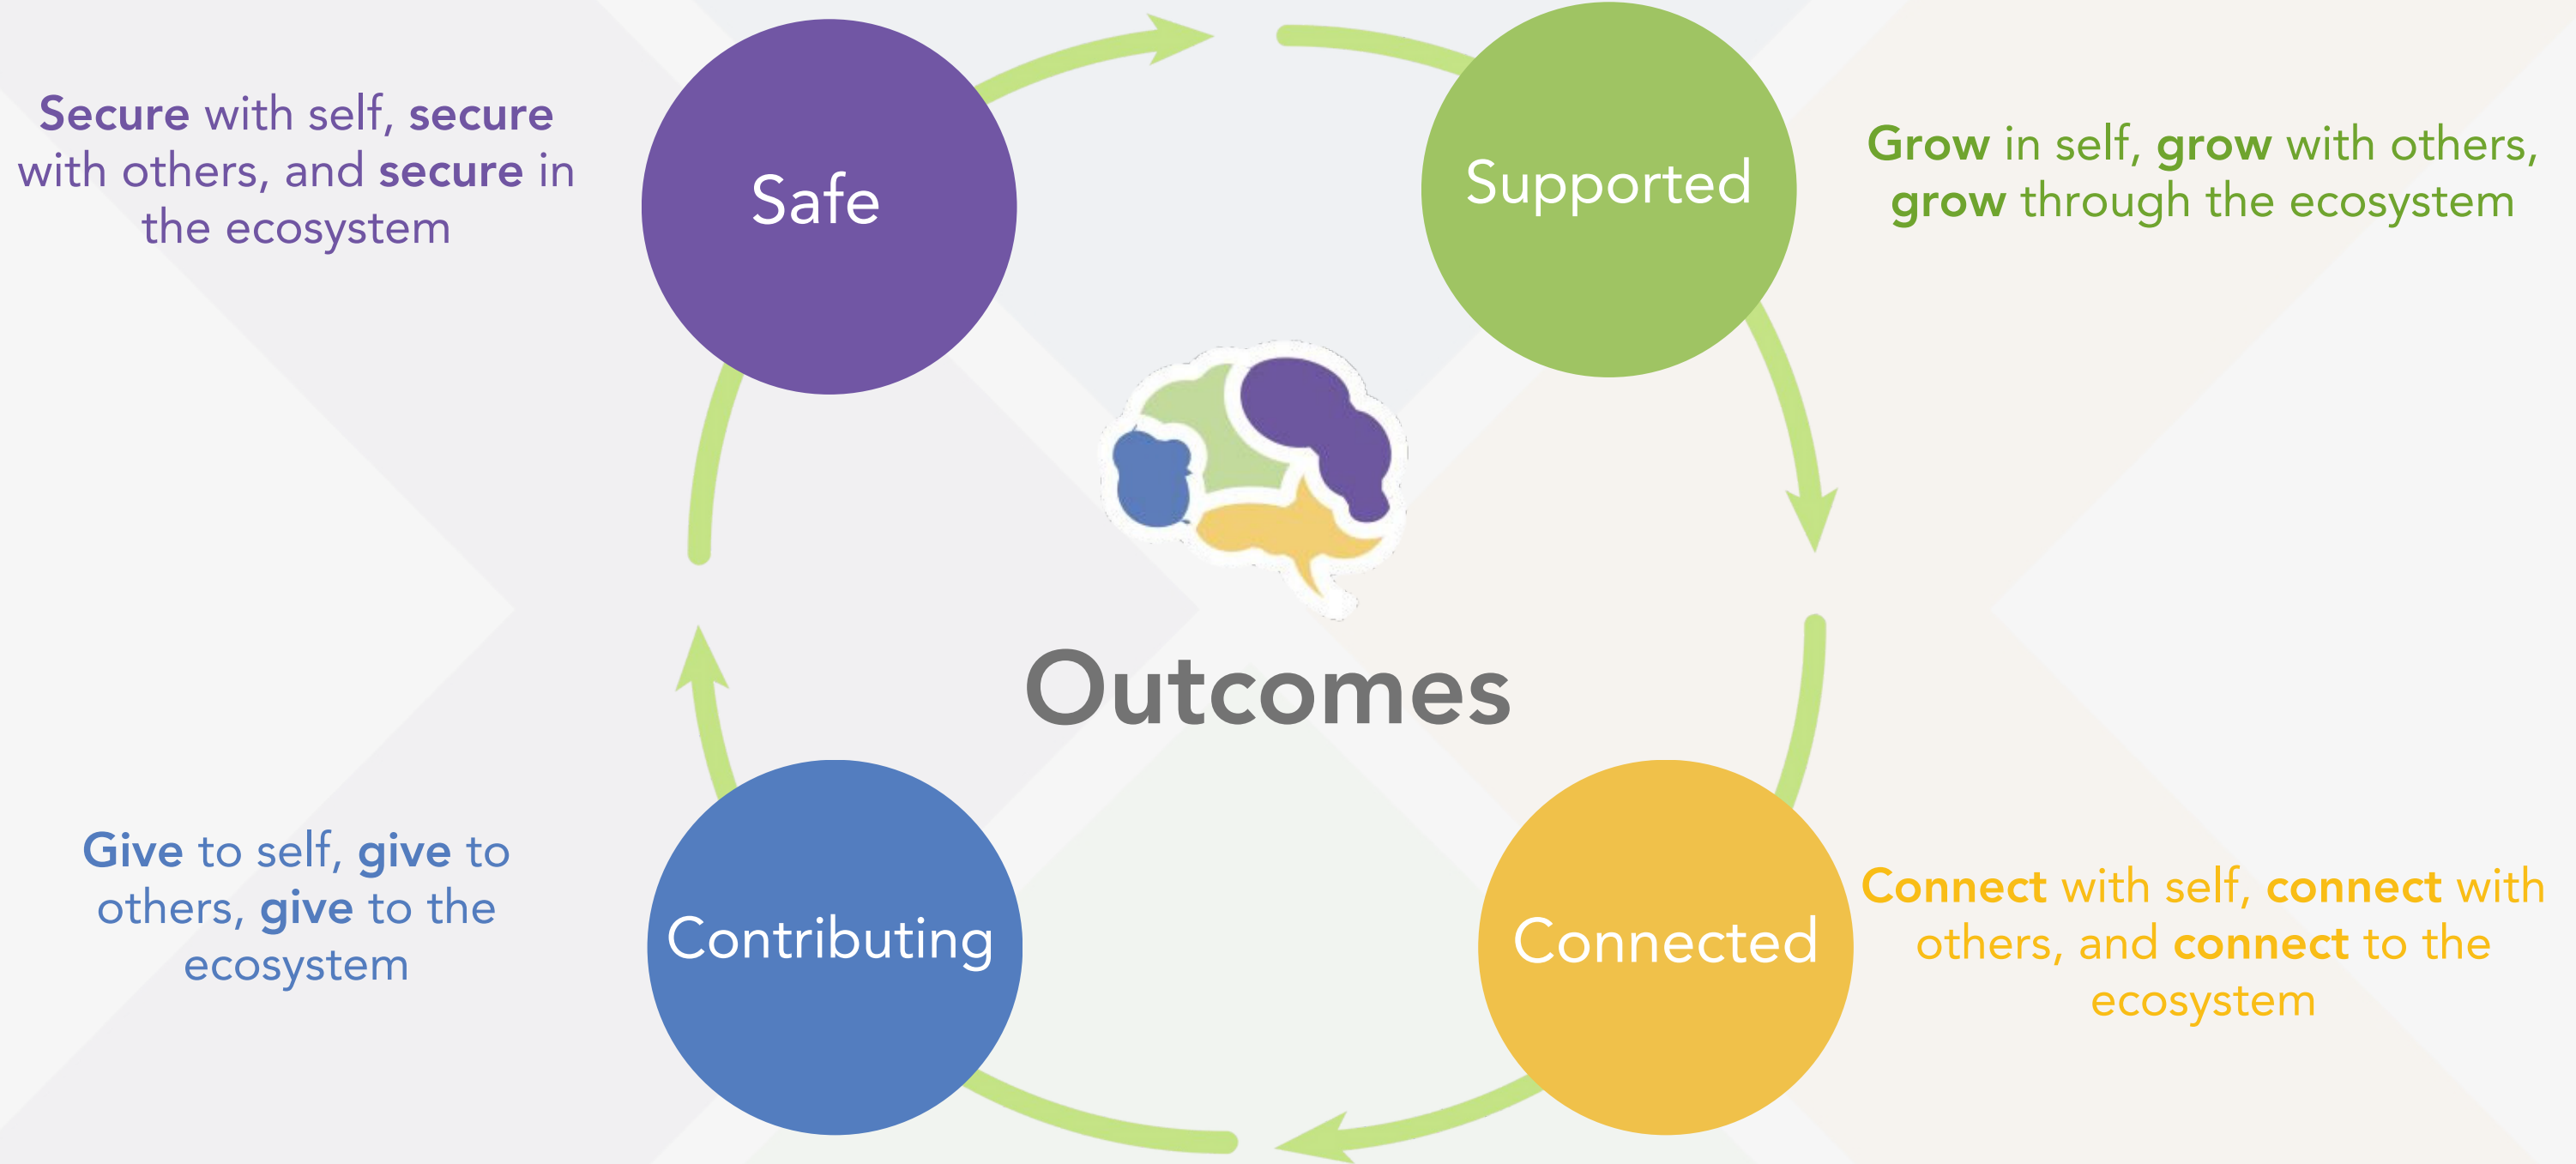 Secure with self, secure
with others, and secure in
the ecosystem
Safe
Supported
Grow in self, grow with others,
grow through the ecosystem
Outcomes
Give to self, give to
others, give to the
ecosystem
Contributing
Connected
Connect with self, connect with
others, and connect to the
ecosystem